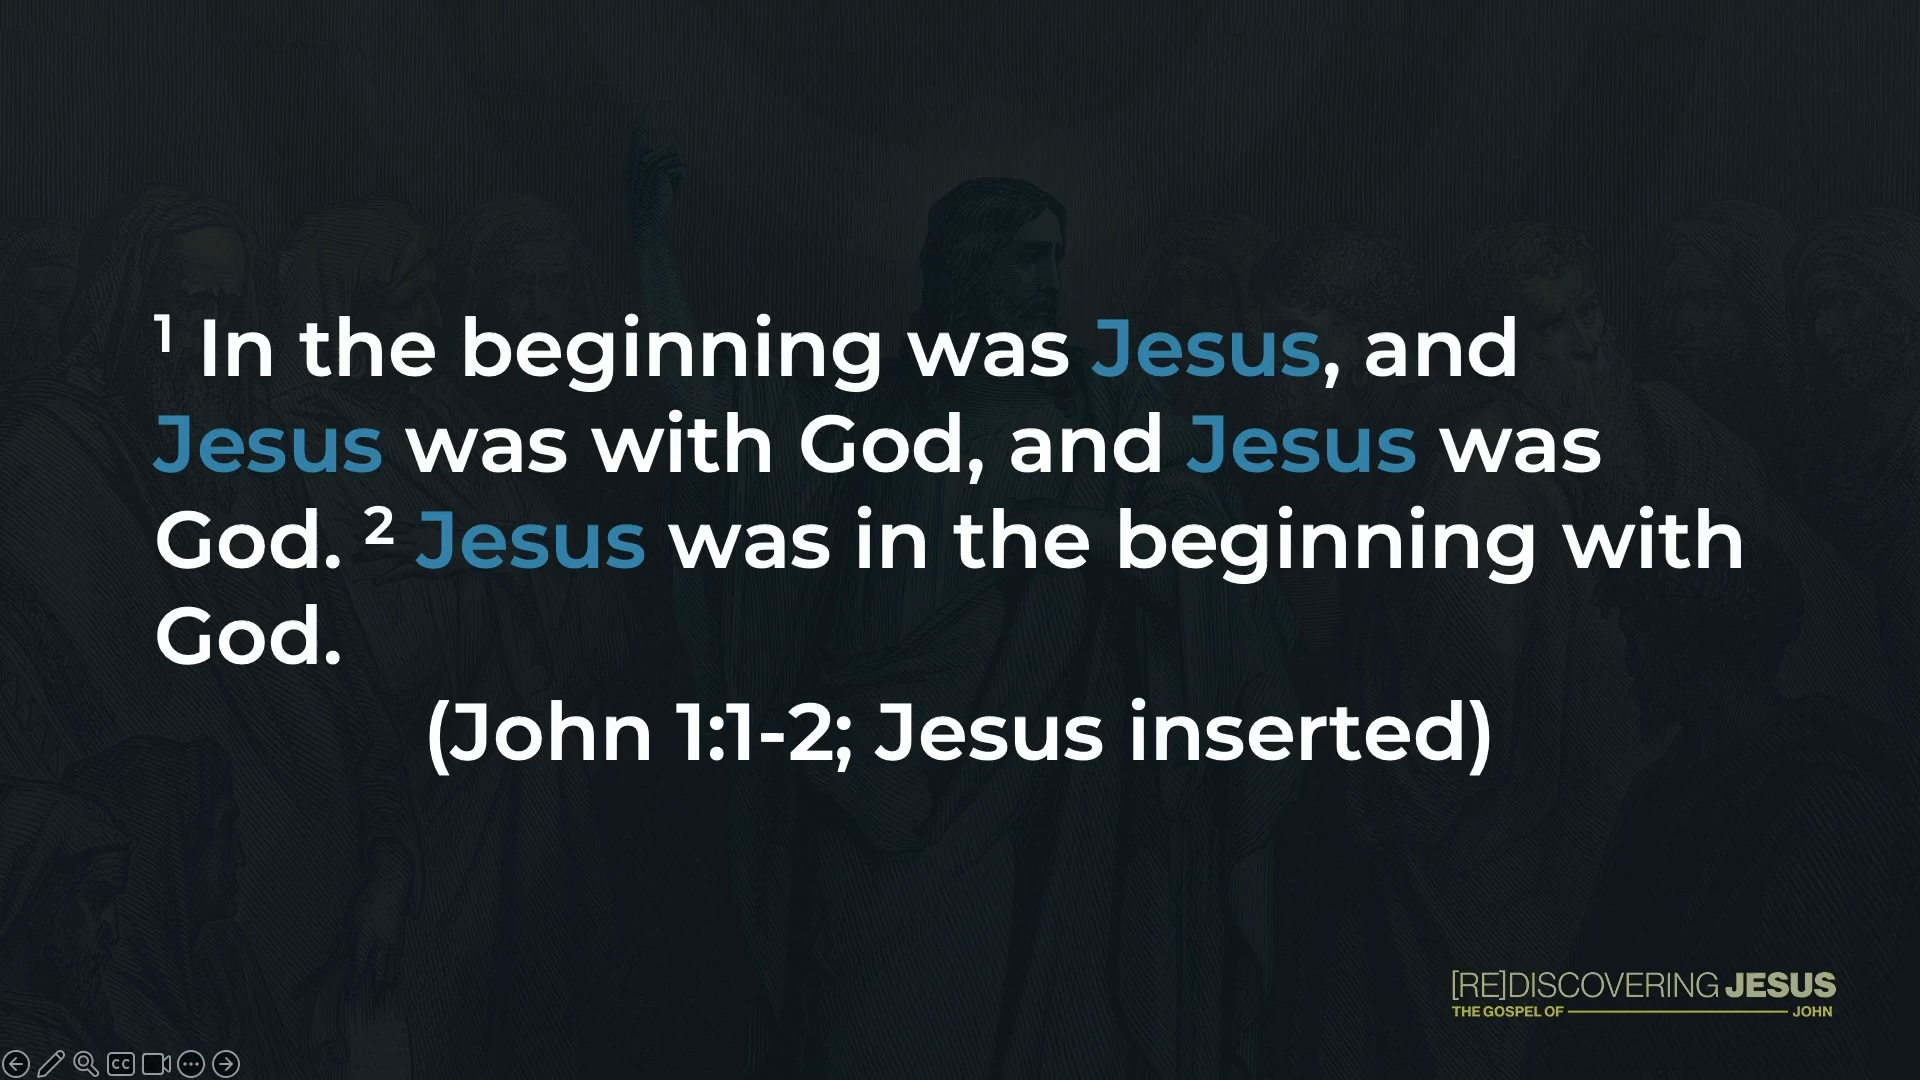 ¹ In the beginning was Jesus, and
Jesus was with God, and Jesus was
God. ² Jesus was in the beginning with
God.
(John 1:1-2; Jesus inserted)
[RE]DISCOVERING JESUS
THE GOSPEL OF JOHN
CC